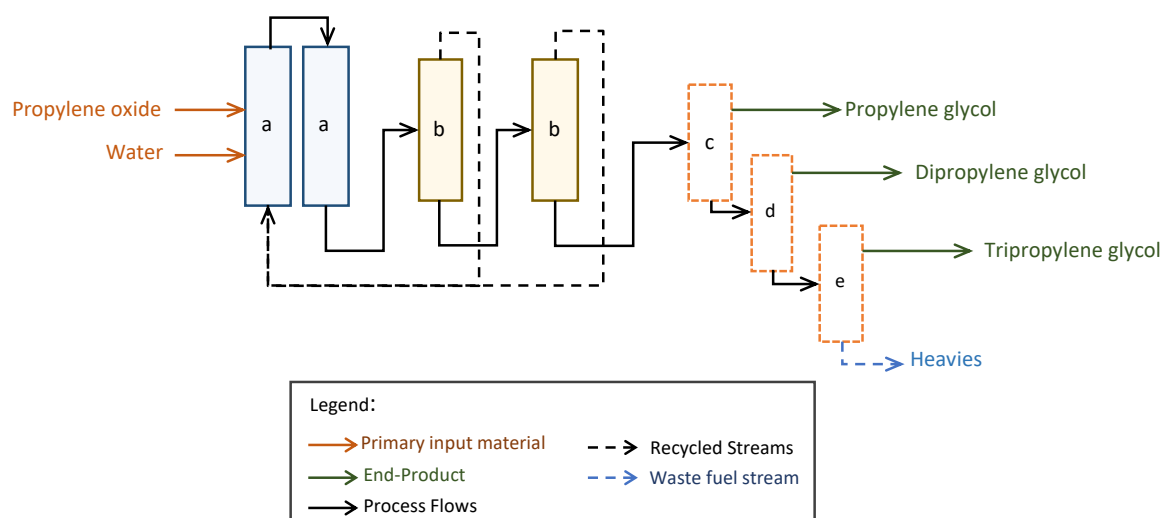 Propylene oxide
Water
a
a
b
b
c
d
e
Propylene glycol
Dipropylene glycol
Tripropylene glycol
Heavies
Legend:
Primary input material
End-Product
Process Flows
Recycled Streams
Waste fuel stream